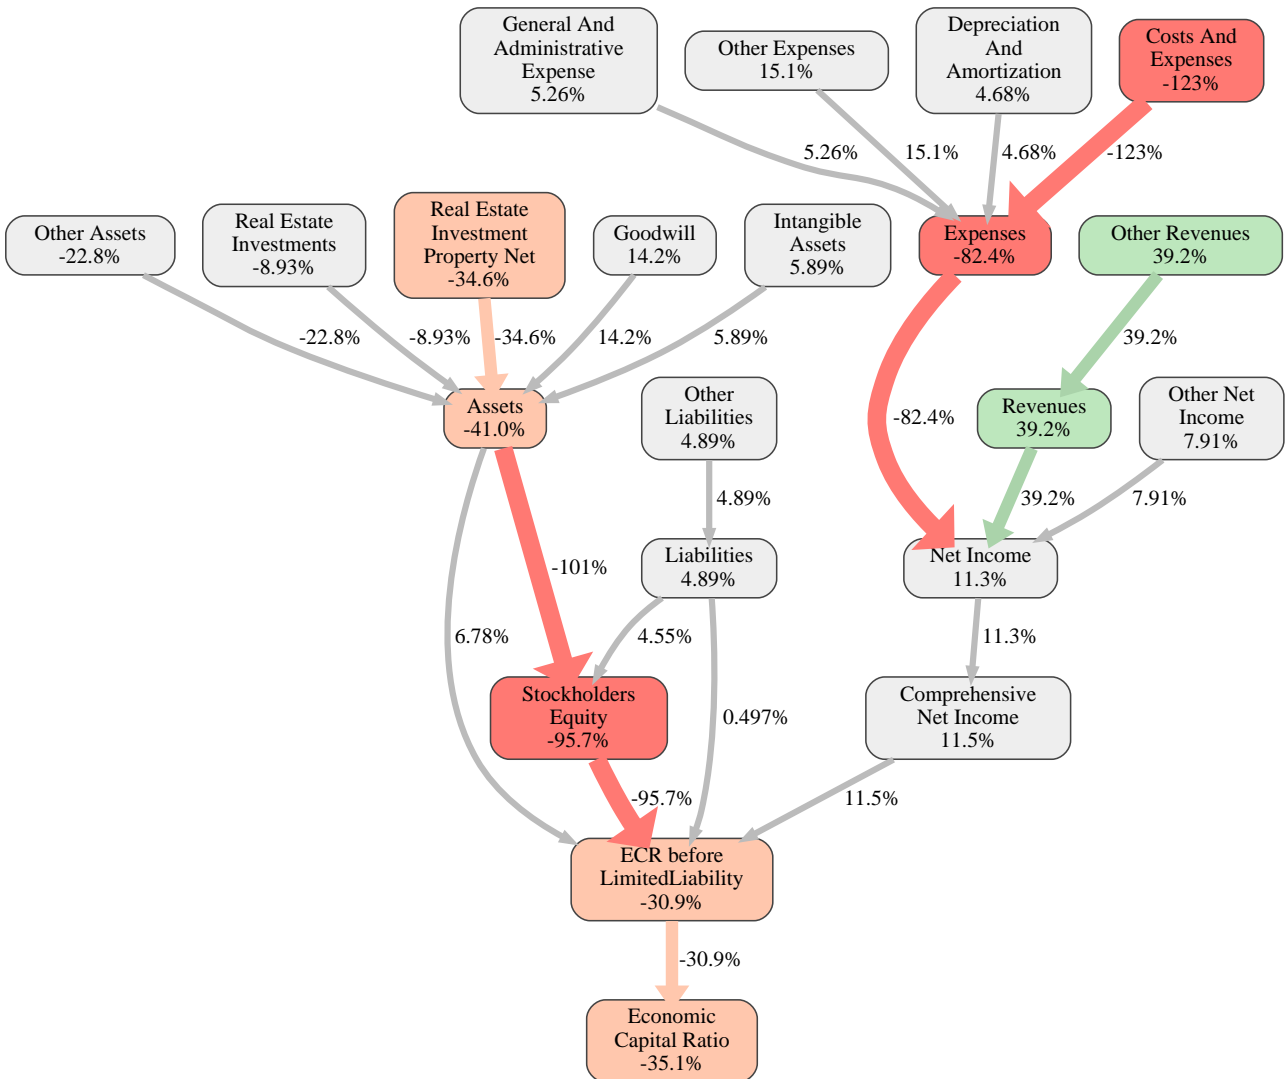 General And
Administrative
Expense
5.26%
Other Expenses
15.1%
Depreciation
And
Amortization
4.68%
Costs And
Expenses
-123%
5.26%
15.1%
4.68%
-123%
Other Assets
-22.8%
Real Estate
Investments
-8.93%
Real Estate
Investment
Property Net
-34.6%
Goodwill
14.2%
Intangible
Assets
5.89%
Expenses
-82.4%
Other Revenues
39.2%
-22.8%
-8.93%
-34.6%
14.2%
5.89%
39.2%
Assets
-41.0%
Other
Liabilities
4.89%
-82.4%
Revenues
39.2%
Other Net
Income
7.91%
4.89%
39.2%
7.91%
-101%
Liabilities
4.89%
Net Income
11.3%
6.78%
4.55%
11.3%
Stockholders
Equity
-95.7%
0.497%
Comprehensive
Net Income
11.5%
-95.7%
11.5%
ECR before
LimitedLiability
-30.9%
-30.9%
Economic
Capital Ratio
-35.1%